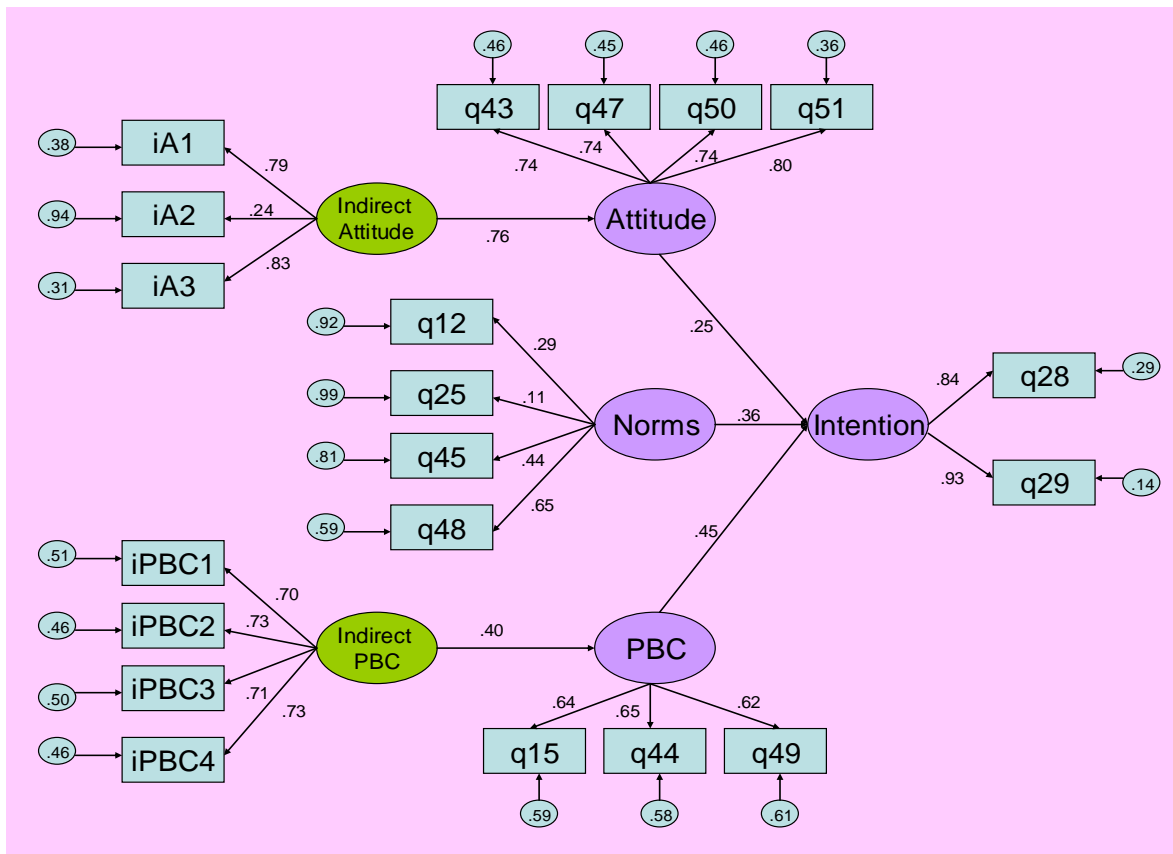 .46 .45 .46 .36
q43 q47 q50 q51
.74 .74 .74 .80
.38 iA1 .79
.94 iA2 .24
.31 iA3 .83
Indirect
Attitude
.76
Attitude
.25
.92 q12 .29
.99 q25 .11
.81 q45 .44
.59 q48 .65
Norms
.36
Intention
.84 q28 .29
.93 q29 .14
.45
.51 iPBC1 .70
.46 iPBC2 .73
.50 iPBC3 .71
.46 iPBC4 .73
Indirect
PBC
.40
PBC
.64 .65 .62
q15 q44 q49
.59 .58 .61